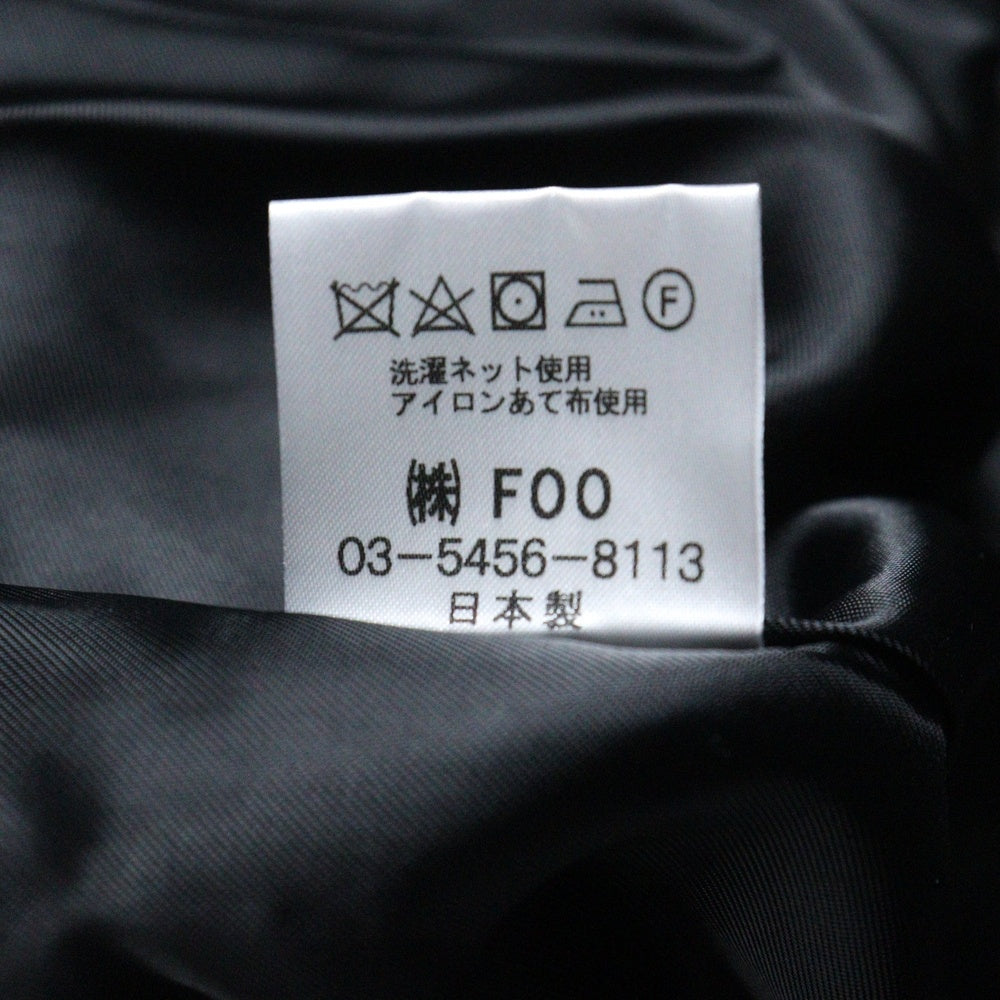 F
洗濯ネット使用
アイロンあて布使用
㈱ FOO
03-5456-8113
日本製